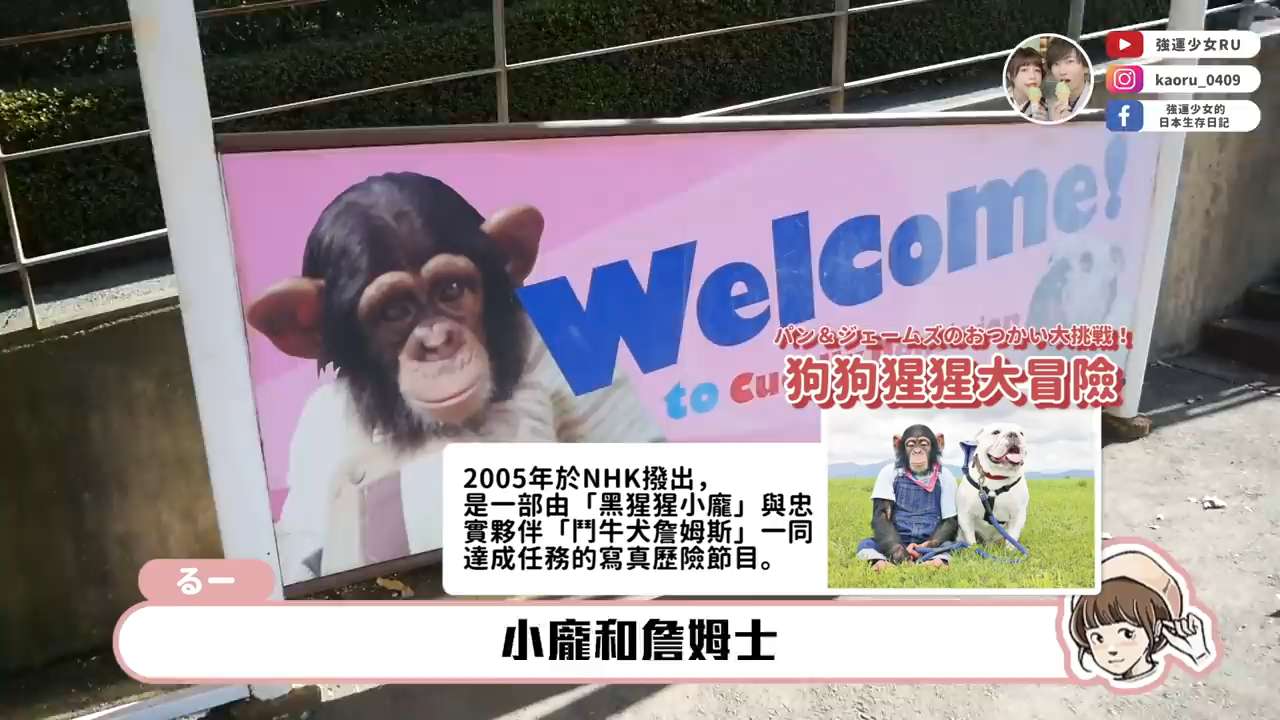 強運少女RU
kaoru_0409
強運少女的
日本生存日記
Welcome!
to Cu
パン&ジェームズのおつかい大挑戦!
狗狗猩猩大冒險
2005年於NHK撥出,
是一部由「黑猩猩小龐」與忠
實夥伴「鬥牛犬詹姆斯」一同
達成任務的寫真歷險節目。
るー
小龐和詹姆士